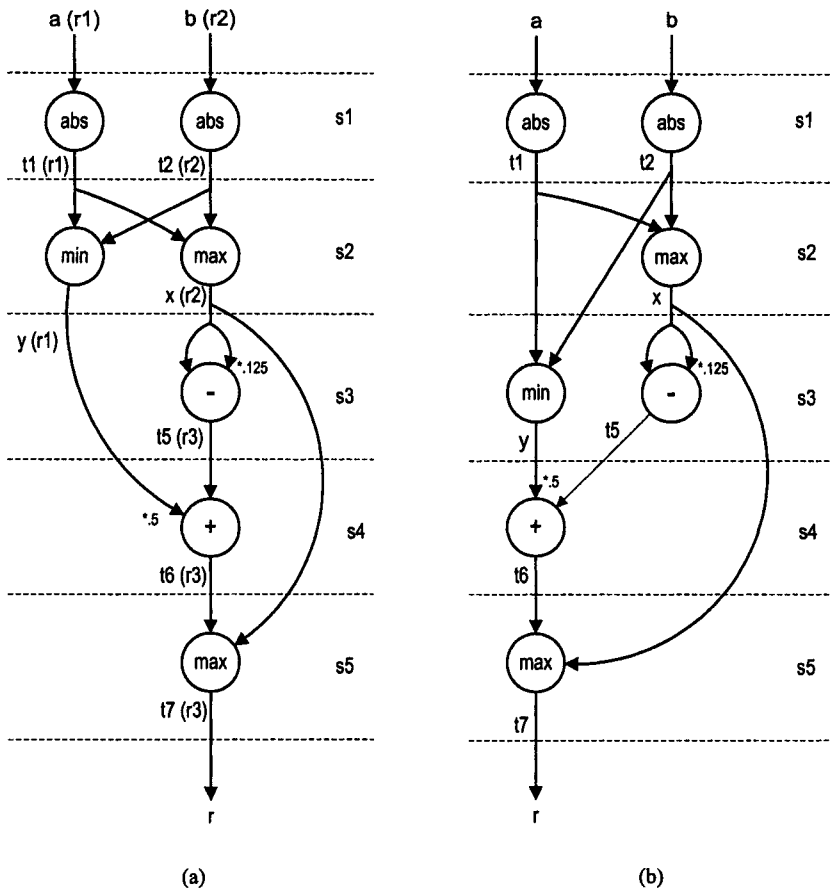 a (r1)
b (r2)
abs
abs
s1
t1 (r1)
t2 (r2)
min
max
s2
x (r2)
y (r1)
*.125
-
s3
t5 (r3)
*.5
+
s4
t6 (r3)
max
s5
t7 (r3)
r
(a)
a
b
abs
abs
s1
t1
t2
max
s2
x
*.125
min
-
s3
y
t5
*.5
+
s4
t6
max
s5
t7
r
(b)